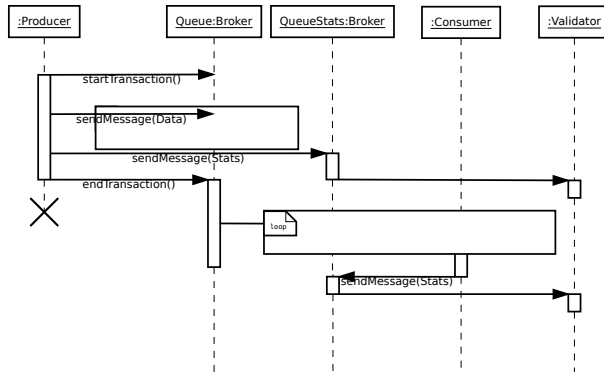 :Producer
Queue:Broker
QueueStats:Broker
:Consumer
:Validator
startTransaction()
sendMessage(Data)
sendMessage(Stats)
endTransaction()
loop
sendMessage(Stats)